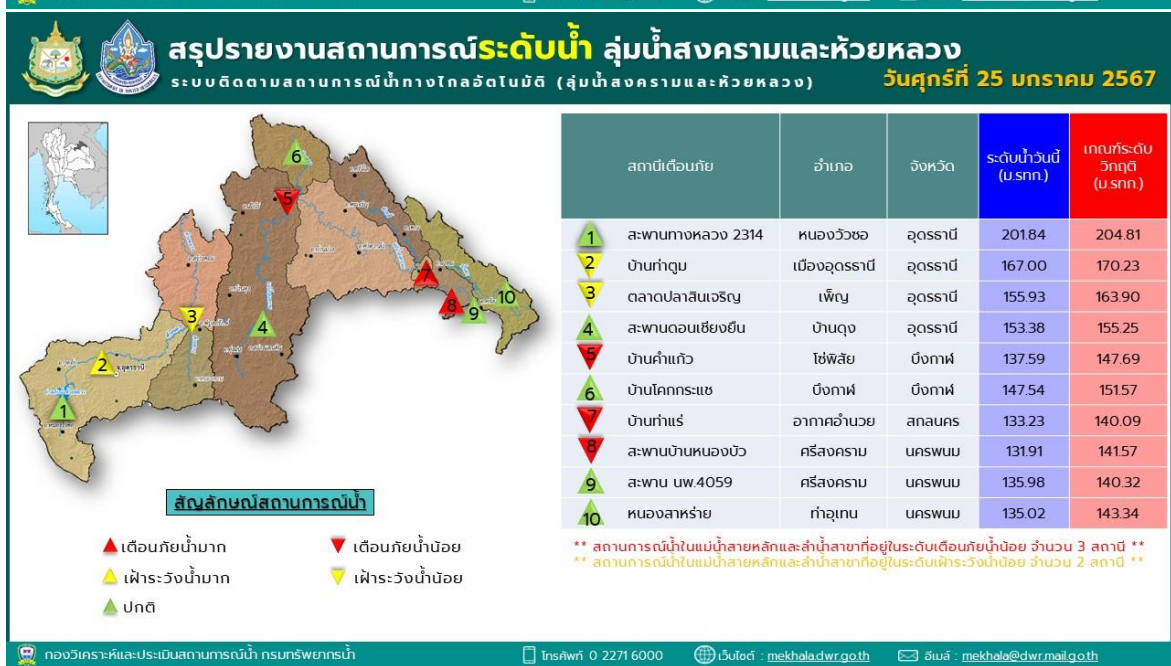 สรุปรายงานสถานการณ์ระดับน้ำ ลุ่มน้ำสงครามและห้วยหลวง
ระบบติดตามสถานการณ์น้ำทางไกลอัตโนมัติ (ลุ่มน้ำสงครามและห้วยหลวง)
วันศุกร์ที่ 25 มกราคม 2567
สถานีเตือนภัย อำเภอ จังหวัด ระดับน้ำวันนี้ (ม.รทก.) เกณฑ์ระดับวิกฤติ (ม.รทก.)
1 สะพานทางหลวง 2314 หนองวัวซอ อุดรธานี 201.84 204.81
2 บ้านท่าตูม เมืองอุดรธานี อุดรธานี 167.00 170.23
3 ตลาดปลาสินเจริญ เพ็ญ อุดรธานี 155.93 163.90
4 สะพานดอนเชียงยืน บ้านดุง อุดรธานี 153.38 155.25
5 บ้านคำแก้ว โซ่พิสัย บึงกาฬ 137.59 147.69
6 บ้านโคกกระแซ บึงกาฬ บึงกาฬ 147.54 151.57
7 บ้านท่าแร่ อากาศอำนวย สกลนคร 133.23 140.09
8 สะพานบ้านหนองบัว ศรีสงคราม นครพนม 131.91 141.57
9 สะพาน นพ.4059 ศรีสงคราม นครพนม 135.98 140.32
10 หนองสาหร่าย ท่าอุเทน นครพนม 135.02 143.34
** สถานการณ์น้ำในแม่น้ำสายหลักและลำน้ำสาขาที่อยู่ในระดับเตือนภัยน้ำน้อย จำนวน 3 สถานี **
** สถานการณ์น้ำในแม่น้ำสายหลักและลำน้ำสาขาที่อยู่ในระดับเฝ้าระวังน้ำน้อย จำนวน 2 สถานี **
6
5
7
8
9
10
3
4
2
1
สัญลักษณ์สถานการณ์น้ำ
เตือนภัยน้ำมาก เตือนภัยน้ำน้อย
เฝ้าระวังน้ำมาก เฝ้าระวังน้ำน้อย
ปกติ
กองวิเคราะห์และประเมินสถานการณ์น้ำ กรมทรัพยากรน้ำ โทรศัพท์ 0 2271 6000 เว็บไซต์ : mekhala.dwr.go.th อีเมล์ : mekhala@dwr.mail.go.th